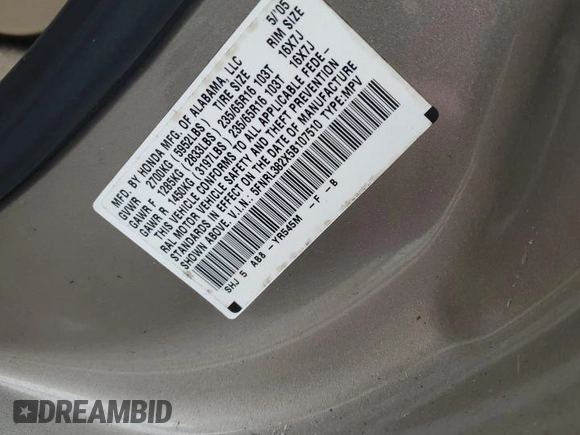 MFD. BY HONDA MFG. OF ALABAMA, LLC 5/'05
GVWR 2700KG (5952LBS) TIRE SIZE RIM SIZE
GAWR F 1285KG (2833LBS) 235/65R16 103T 16X7J
GAWR R 1450KG (3197LBS) 235/65R16 103T 16X7J
THIS VEHICLE CONFORMS TO ALL APPLICABLE FEDE-
RAL MOTOR VEHICLE SAFETY AND THEFT PREVENTION
STANDARDS IN EFFECT ON THE DATE OF MANUFACTURE
SHOWN ABOVE. V.I.N.: 5FNRL382X5B107510 TYPE:MPV
SHJ 5 AB8 -YR545M -F -B
DREAMBID